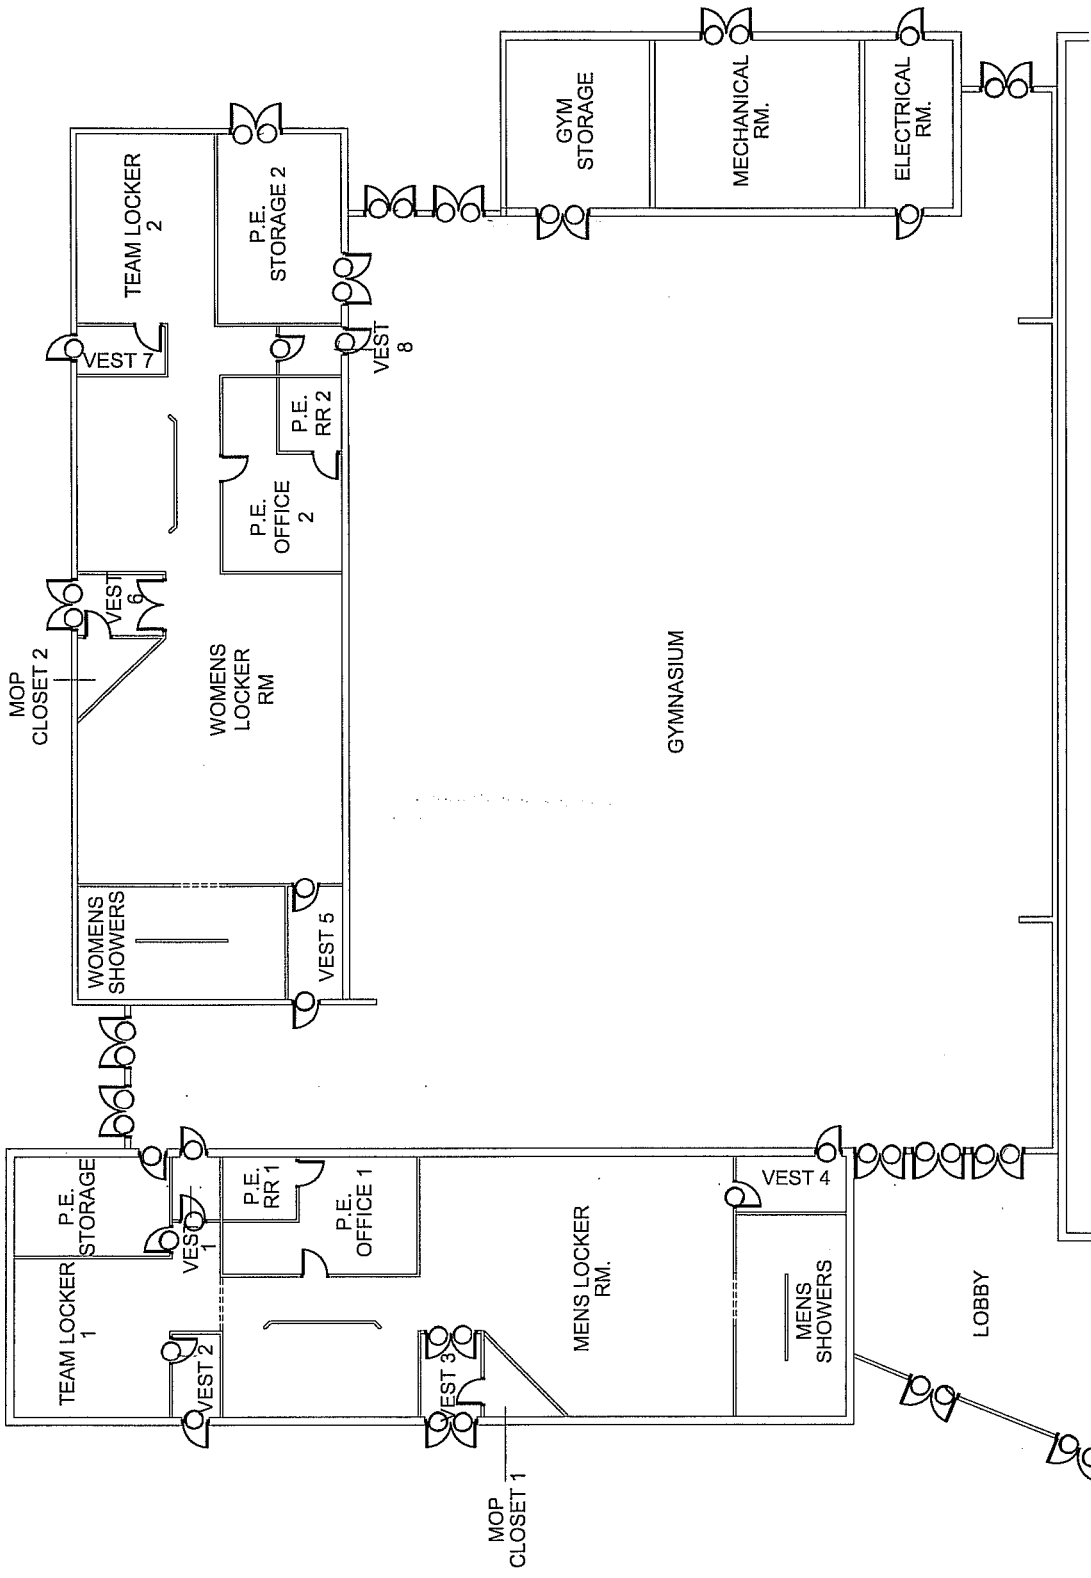 MOP
CLOSET 2
TEAM LOCKER
2
P.E.
STORAGE 2
VEST 7
VEST
8
P.E.
RR 2
P.E.
OFFICE
2
VEST
6
WOMENS
LOCKER
RM
WOMENS
SHOWERS
VEST 5
GYM
STORAGE
MECHANICAL
RM.
ELECTRICAL
RM.
GYMNASIUM
P.E.
STORAGE
TEAM LOCKER
1
VEST
1
VEST 2
P.E.
RR 1
P.E.
OFFICE 1
VEST 3
MOP
CLOSET 1
MENS LOCKER
RM.
VEST 4
MENS
SHOWERS
LOBBY